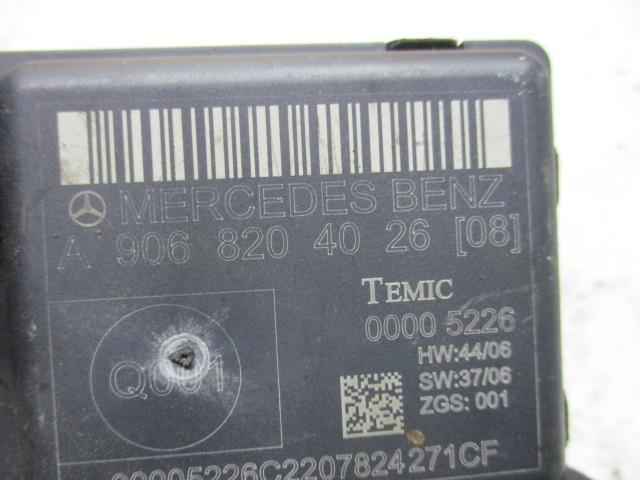 MERCEDES BENZ
A 906 820 40 26 [08]
TEMIC
0000 5226
HW:44/06
SW:37/06
ZGS: 001
Q001
00005226C2207824271CF